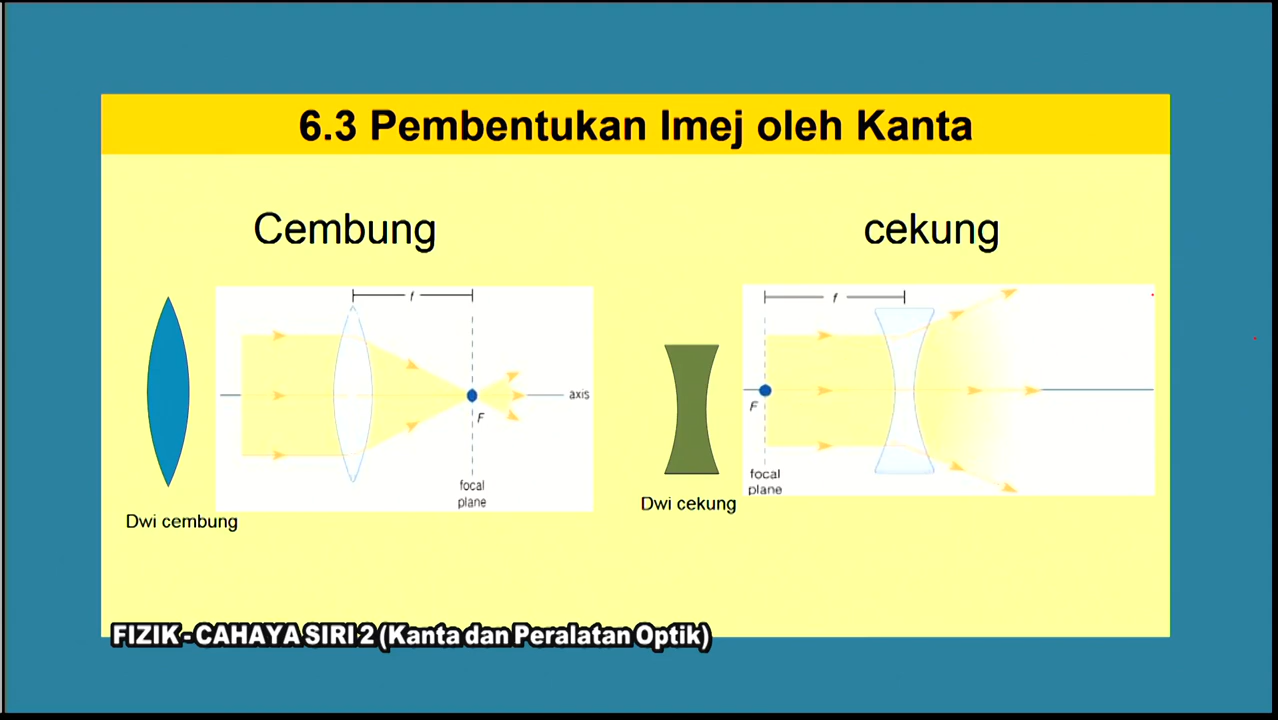 6.3 Pembentukan Imej oleh Kanta
Cembung
f
axis
F
focal
plane
Dwi cembung
cekung
f
F
focal
plane
Dwi cekung
FIZIK - CAHAYA SIRI 2 (Kanta dan Peralatan Optik)